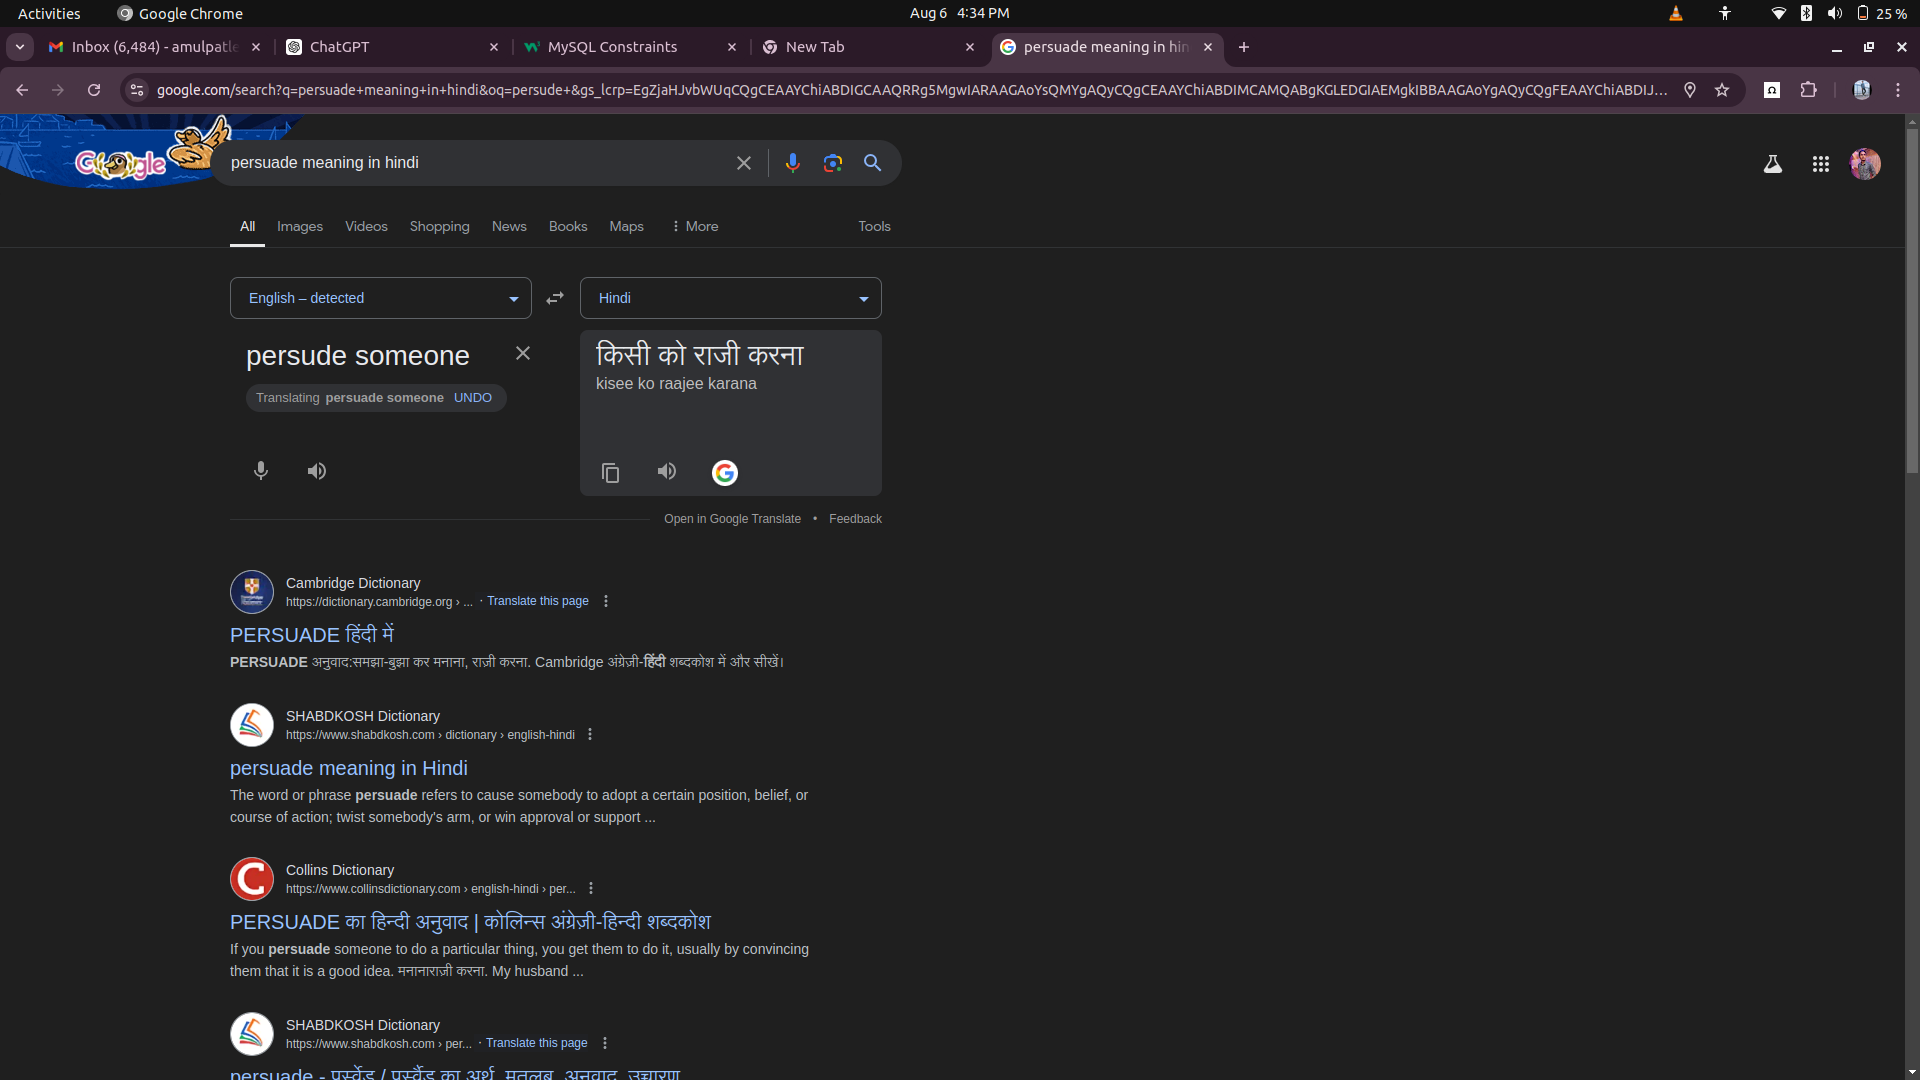 Activities Google Chrome Aug 6 4:34 PM 25 %
Inbox (6,484) - amulpatle ChatGPT MySQL Constraints New Tab persuade meaning in hin
google.com/search?q=persuade+meaning+in+hindi&oq=persude+&gs_lcrp=EgZjaHJvbWUqCQgCEAAYChiABDIGCAAQRRg5MgwIARAAGAoYsQMYgAQyCQgCEAAYChiABDIMCAMQABgKGLEDGIAEMgkIBBAAGAoYgAQyCQgFEAAYChiABDIJ...
Google persuade meaning in hindi
All Images Videos Shopping News Books Maps More Tools
English – detected Hindi
persude someone किसी को राजी करना
kisee ko raajee karana
Translating persuade someone UNDO
Open in Google Translate • Feedback
Cambridge Dictionary
https://dictionary.cambridge.org › ... · Translate this page
PERSUADE हिंदी में
PERSUADE अनुवाद:समझा-बुझा कर मनाना, राज़ी करना. Cambridge अंग्रेज़ी-हिंदी शब्दकोश में और सीखें।
SHABDKOSH Dictionary
https://www.shabdkosh.com › dictionary › english-hindi
persuade meaning in Hindi
The word or phrase persuade refers to cause somebody to adopt a certain position, belief, or
course of action; twist somebody's arm, or win approval or support ...
Collins Dictionary
https://www.collinsdictionary.com › english-hindi › per...
PERSUADE का हिन्दी अनुवाद | कोलिन्स अंग्रेज़ी-हिन्दी शब्दकोश
If you persuade someone to do a particular thing, you get them to do it, usually by convincing
them that it is a good idea. मनानाराज़ी करना. My husband ...
SHABDKOSH Dictionary
https://www.shabdkosh.com › per... · Translate this page
persuade - पर्स्वेड / पर्स्वैड का अर्थ, मतलब, अनुवाद, उच्चारण